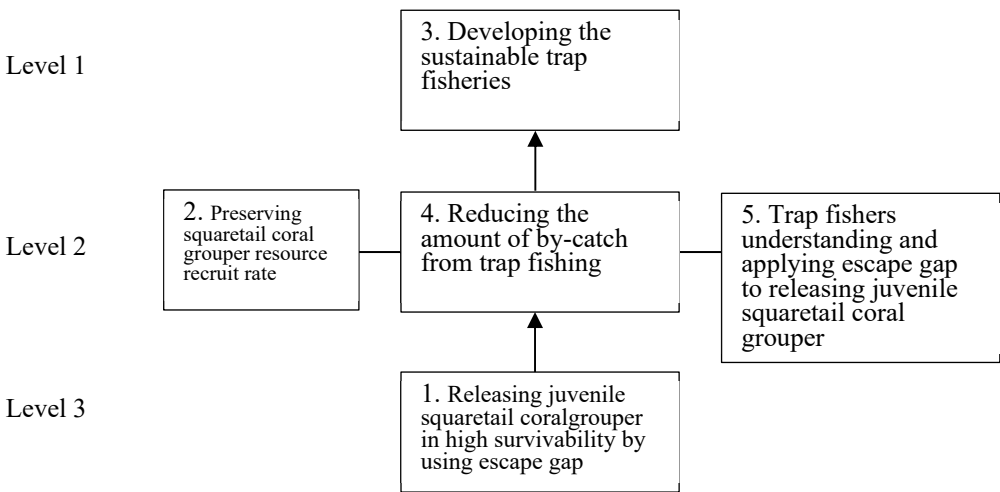 Level 1
3. Developing the
sustainable trap
fisheries
Level 2
2. Preserving
squaretail coral
grouper resource
recruit rate
4. Reducing the
amount of by-catch
from trap fishing
5. Trap fishers
understanding and
applying escape gap
to releasing juvenile
squaretail coral
grouper
Level 3
1. Releasing juvenile
squaretail coralgrouper
in high survivability by
using escape gap